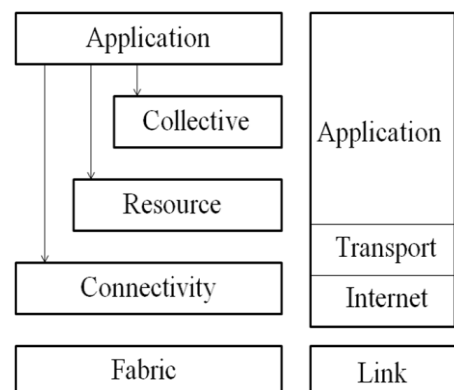 Application
Collective
Resource
Connectivity
Fabric
Application
Transport
Internet
Link